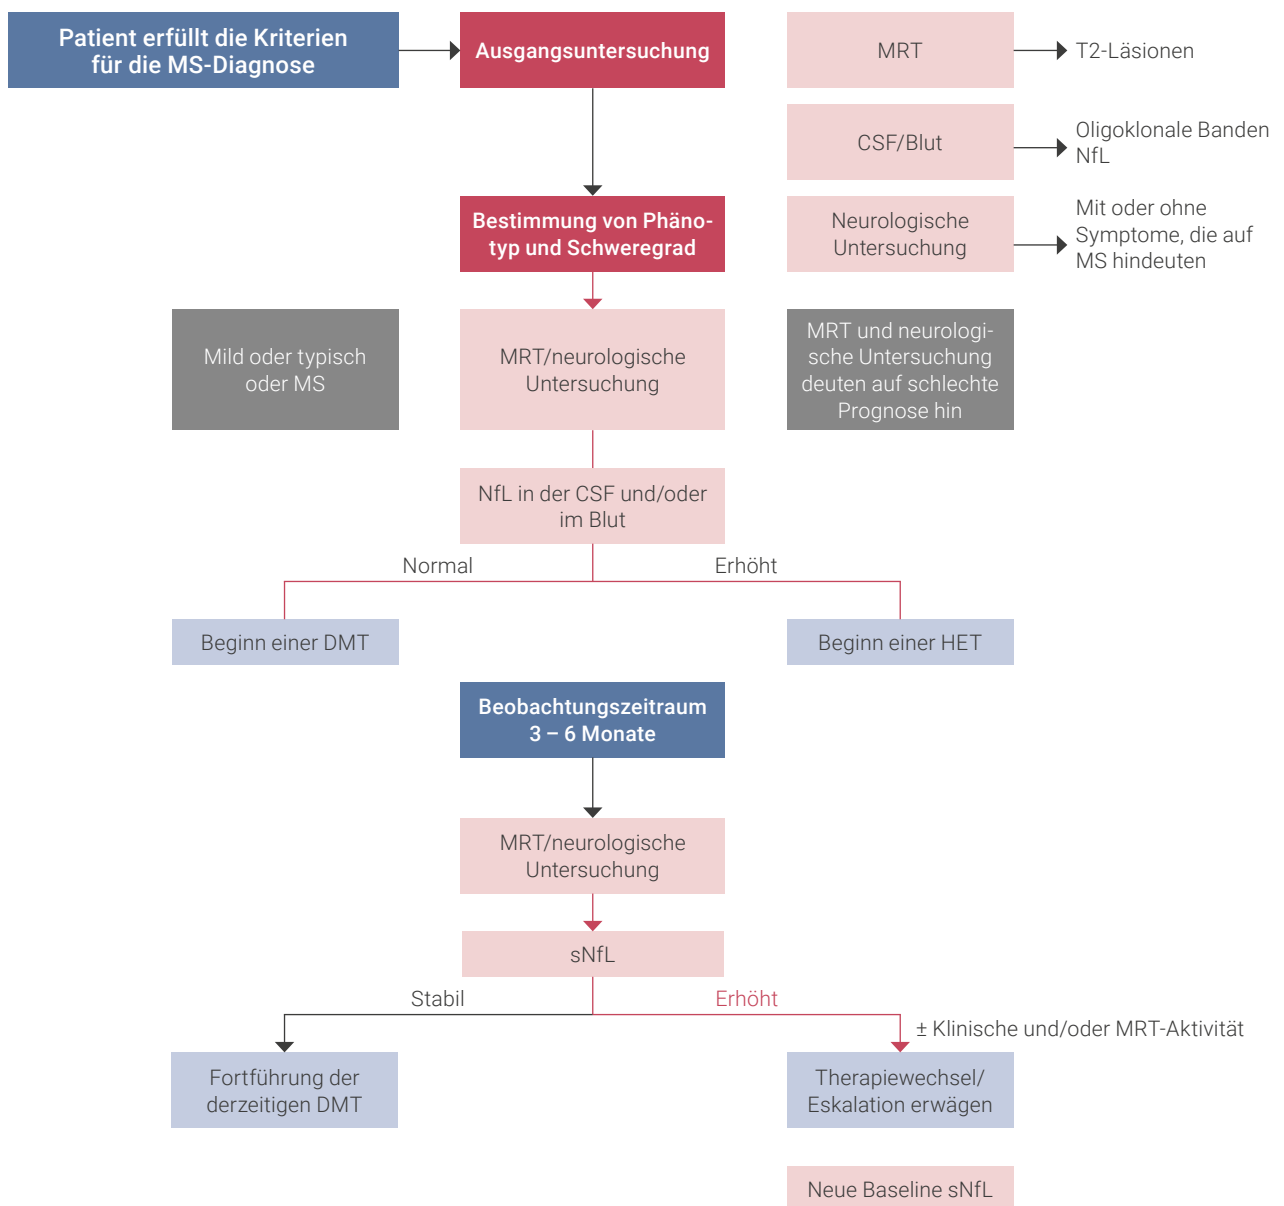 Patient erfüllt die Kriterien
für die MS-Diagnose
Ausgangsuntersuchung
MRT
T2-Läsionen
CSF/Blut
Oligoklonale Banden
NfL
Bestimmung von Phäno-
typ und Schweregrad
Neurologische
Untersuchung
Mit oder ohne
Symptome, die auf
MS hindeuten
Mild oder typisch
oder MS
MRT/neurologische
Untersuchung
MRT und neurologi-
sche Untersuchung
deuten auf schlechte
Prognose hin
NfL in der CSF und/oder
im Blut
Normal
Erhöht
Beginn einer DMT
Beginn einer HET
Beobachtungszeitraum
3 – 6 Monate
MRT/neurologische
Untersuchung
sNfL
Stabil
Erhöht
± Klinische und/oder MRT-Aktivität
Fortführung der
derzeitigen DMT
Therapiewechsel/
Eskalation erwägen
Neue Baseline sNfL